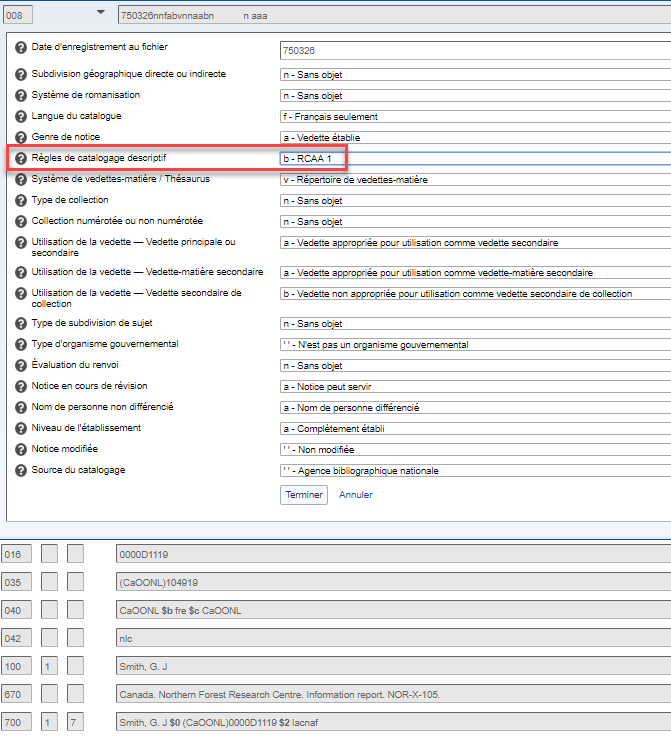 008 750326nnfabvnnaabn n aaa
Date d'enregistrement au fichier 750326
Subdivision géographique directe ou indirecte n - Sans objet
Système de romanisation n - Sans objet
Langue du catalogue f - Français seulement
Genre de notice a - Vedette établie
Règles de catalogage descriptif b - RCAA 1
Système de vedettes-matière / Thésaurus v - Répertoire de vedettes-matière
Type de collection n - Sans objet
Collection numérotée ou non numérotée n - Sans objet
Utilisation de la vedette — Vedette principale ou a - Vedette appropriée pour utilisation comme vedette secondaire
secondaire
Utilisation de la vedette — Vedette-matière secondaire a - Vedette appropriée pour utilisation comme vedette-matière secondaire
Utilisation de la vedette — Vedette secondaire de b - Vedette non appropriée pour utilisation comme vedette secondaire de collection
collection
Type de subdivision de sujet n - Sans objet
Type d'organisme gouvernemental ' ' - N'est pas un organisme gouvernemental
Évaluation du renvoi n - Sans objet
Notice en cours de révision a - Notice peut servir
Nom de personne non différencié a - Nom de personne différencié
Niveau de l'établissement a - Complètement établi
Notice modifiée ' ' - Non modifiée
Source du catalogage ' ' - Agence bibliographique nationale
Terminer Annuler
016 0000D1119
035 (CaOONL)104919
040 CaOONL $b fre $c CaOONL
042 nlc
100 1 Smith, G. J
670 Canada. Northern Forest Research Centre. Information report. NOR-X-105.
700 1 7 Smith, G. J $0 (CaOONL)0000D1119 $2 lacnaf